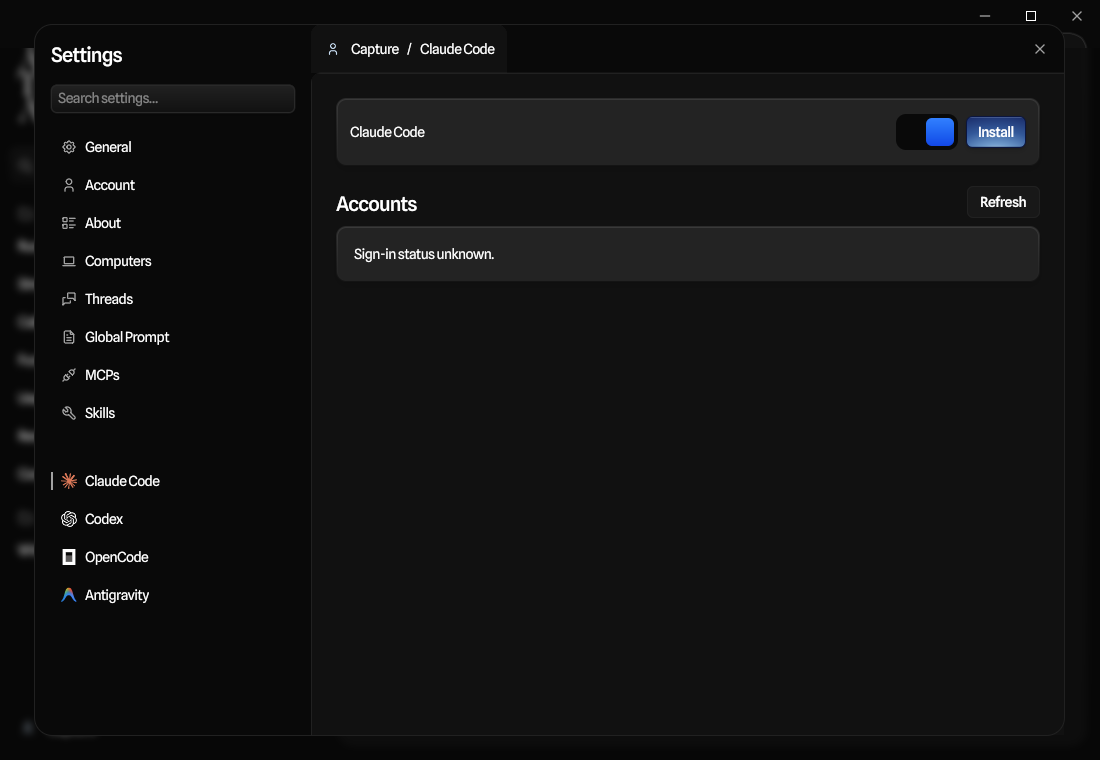 Settings
Search settings...
General
Account
About
Computers
Threads
Global Prompt
MCPs
Skills
Claude Code
Codex
OpenCode
Antigravity
Capture / Claude Code
Claude Code
Install
Accounts
Refresh
Sign-in status unknown.